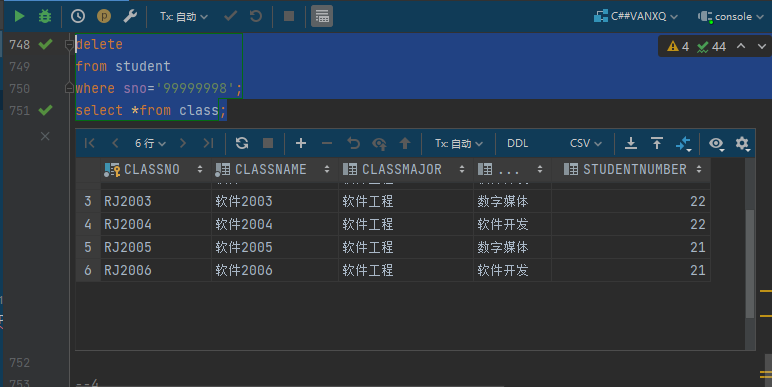 Tx: 自动
C##VANXQ
console
748
delete
4
44
749
from student
750
where sno='99999998';
751
select *from class;
6 行
Tx: 自动
DDL
CSV
CLASSNO
CLASSNAME
CLASSMAJOR
...
STUDENTNUMBER
3 RJ2003 软件2003 软件工程 数字媒体 22
4 RJ2004 软件2004 软件工程 软件开发 22
5 RJ2005 软件2005 软件工程 数字媒体 21
6 RJ2006 软件2006 软件工程 软件开发 21
752
753
--4